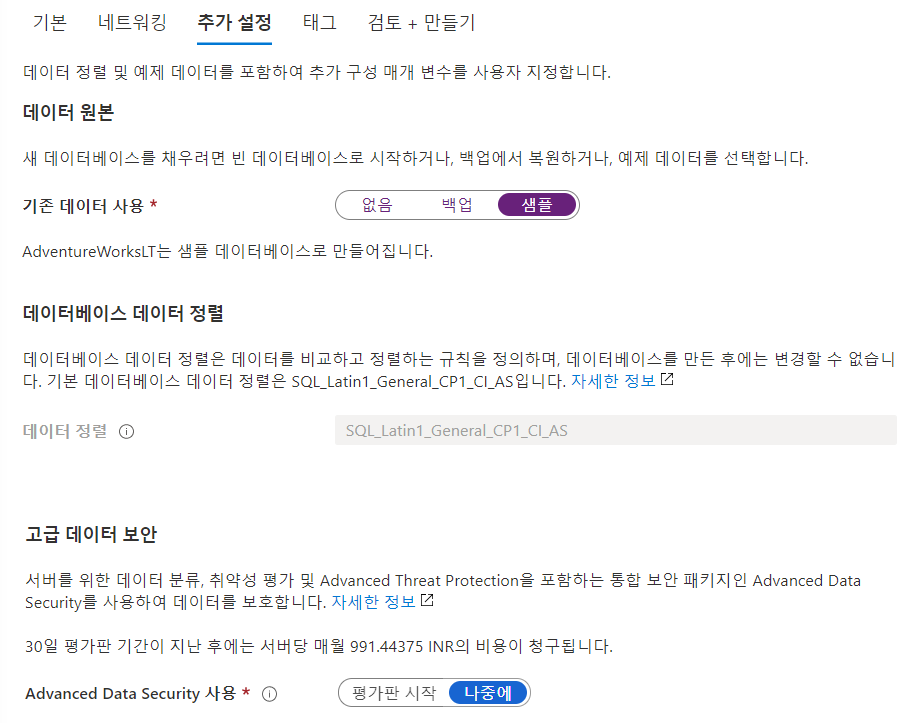 기본 네트워킹 추가 설정 태그 검토 + 만들기
데이터 정렬 및 예제 데이터를 포함하여 추가 구성 매개 변수를 사용자 지정합니다.
데이터 원본
새 데이터베이스를 채우려면 빈 데이터베이스로 시작하거나, 백업에서 복원하거나, 예제 데이터를 선택합니다.
기존 데이터 사용 * 없음 백업 샘플
AdventureWorksLT는 샘플 데이터베이스로 만들어집니다.
데이터베이스 데이터 정렬
데이터베이스 데이터 정렬은 데이터를 비교하고 정렬하는 규칙을 정의하며, 데이터베이스를 만든 후에는 변경할 수 없습니
다. 기본 데이터베이스 데이터 정렬은 SQL_Latin1_General_CP1_CI_AS입니다. 자세한 정보
데이터 정렬 SQL_Latin1_General_CP1_CI_AS
고급 데이터 보안
서버를 위한 데이터 분류, 취약성 평가 및 Advanced Threat Protection을 포함하는 통합 보안 패키지인 Advanced Data
Security를 사용하여 데이터를 보호합니다. 자세한 정보
30일 평가판 기간이 지난 후에는 서버당 매월 991.44375 INR의 비용이 청구됩니다.
Advanced Data Security 사용 * 평가판 시작 나중에